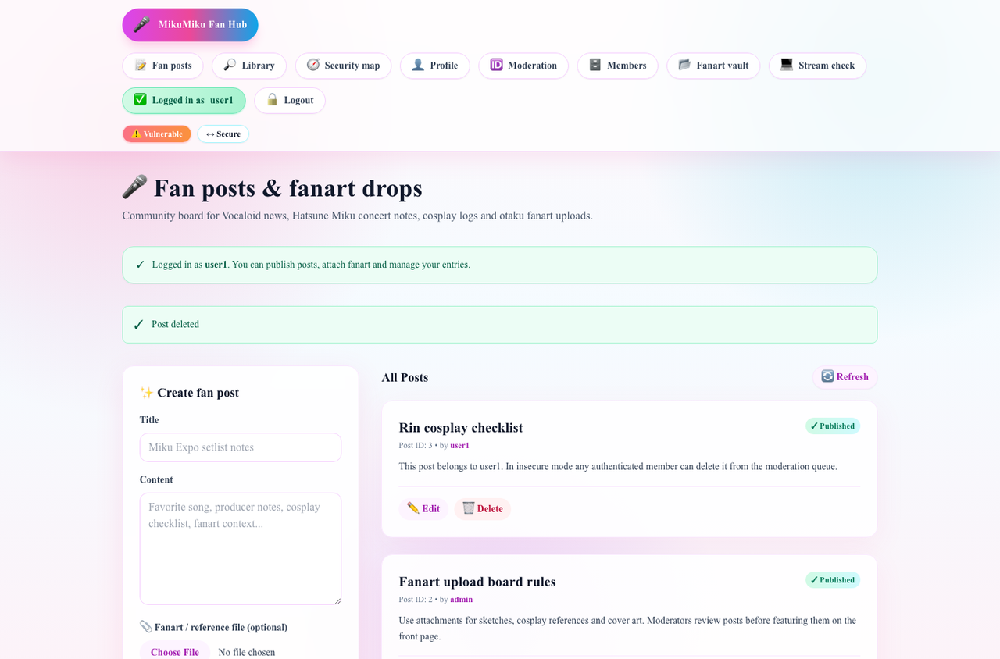 🎤 MikuMiku Fan Hub
📝 Fan posts 🔎 Library 🧭 Security map 👤 Profile 🆔 Moderation 🗄️ Members 📂 Fanart vault 💻 Stream check
✅ Logged in as user1 🔓 Logout
⚠️ Vulnerable ↔ Secure
🎤 Fan posts & fanart drops
Community board for Vocaloid news, Hatsune Miku concert notes, cosplay logs and otaku fanart uploads.
✓ Logged in as user1. You can publish posts, attach fanart and manage your entries.
✓ Post deleted
✨ Create fan post
Title
Miku Expo setlist notes
Content
Favorite song, producer notes, cosplay
checklist, fanart context...
📎 Fanart / reference file (optional)
Choose File No file chosen
All Posts
🔄 Refresh
Rin cosplay checklist
✓ Published
Post ID: 3 • by user1
This post belongs to user1. In insecure mode any authenticated member can delete it from the moderation queue.
✏️ Edit 🗑️ Delete
Fanart upload board rules
✓ Published
Post ID: 2 • by admin
Use attachments for sketches, cosplay references and cover art. Moderators review posts before featuring them on the
front page.